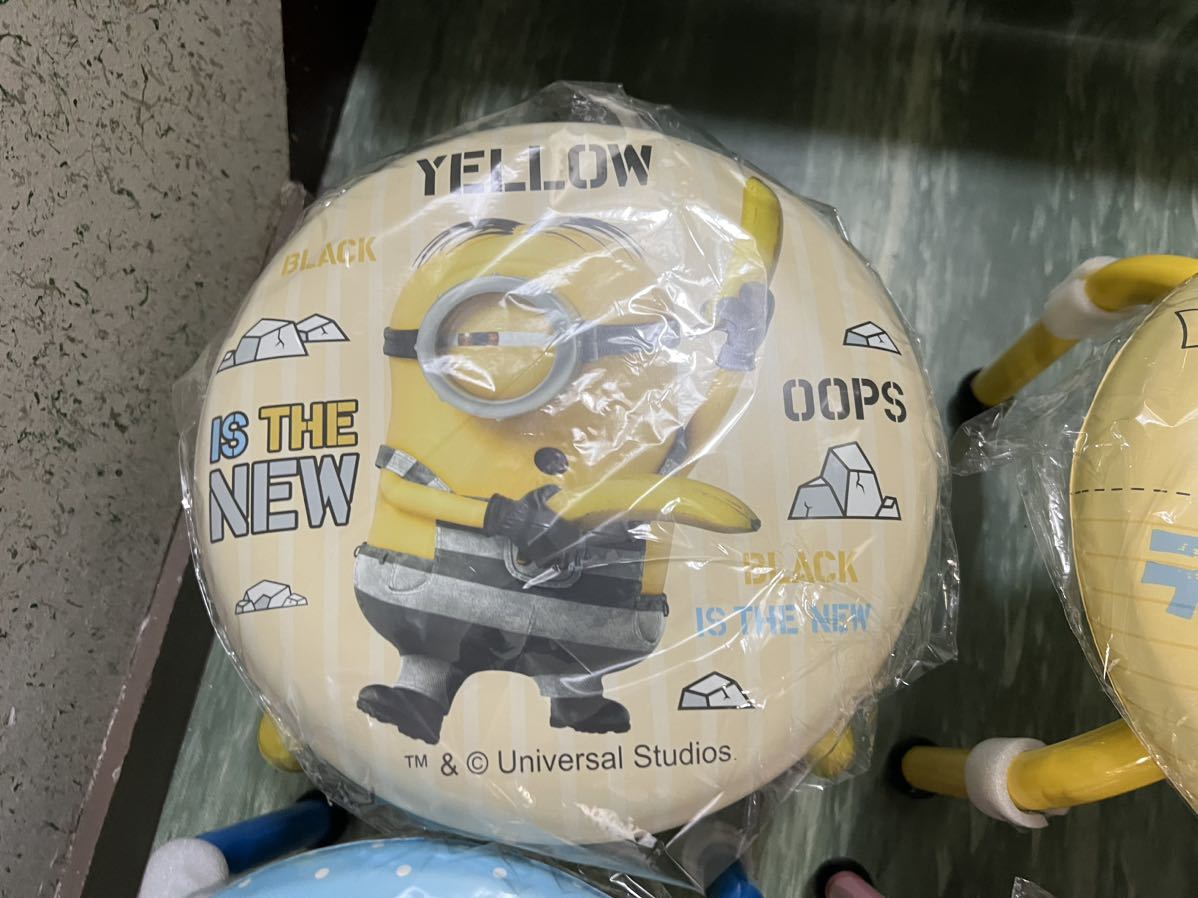 YELLOW
BLACK
IS THE
NEW
OOPS
BLACK
IS THE NEW
™ & © Universal Studios.